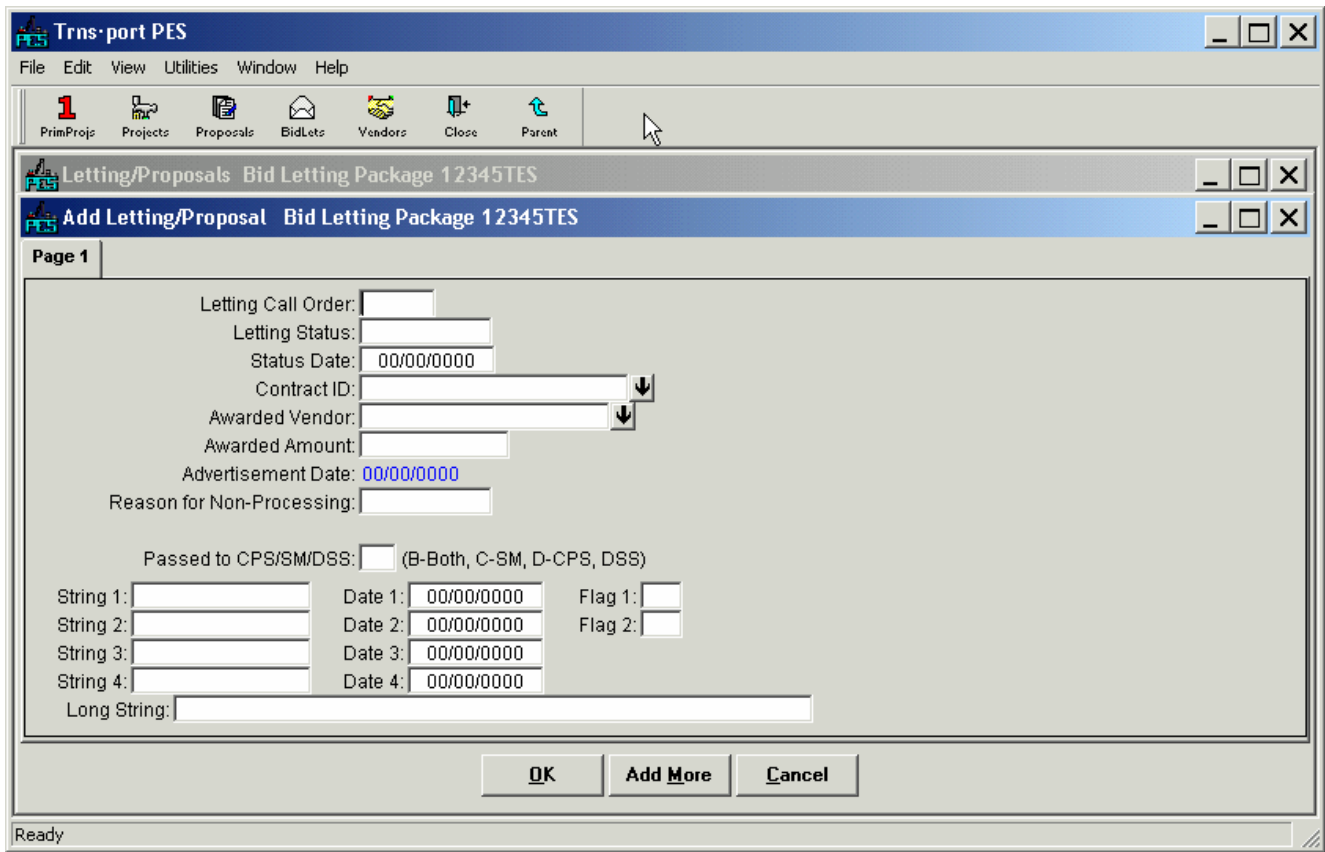 Trns·port PES
File Edit View Utilities Window Help
1
PrimProjs Projects Proposals BidLets Vendors Close Parent
PES Letting/Proposals Bid Letting Package 12345TES
PES Add Letting/Proposal Bid Letting Package 12345TES
Page 1
Letting Call Order:
Letting Status:
Status Date: 00/00/0000
Contract ID:
Awarded Vendor:
Awarded Amount:
Advertisement Date: 00/00/0000
Reason for Non-Processing:
Passed to CPS/SM/DSS: (B-Both, C-SM, D-CPS, DSS)
String 1: Date 1: 00/00/0000 Flag 1:
String 2: Date 2: 00/00/0000 Flag 2:
String 3: Date 3: 00/00/0000
String 4: Date 4: 00/00/0000
Long String:
OK Add More Cancel
Ready